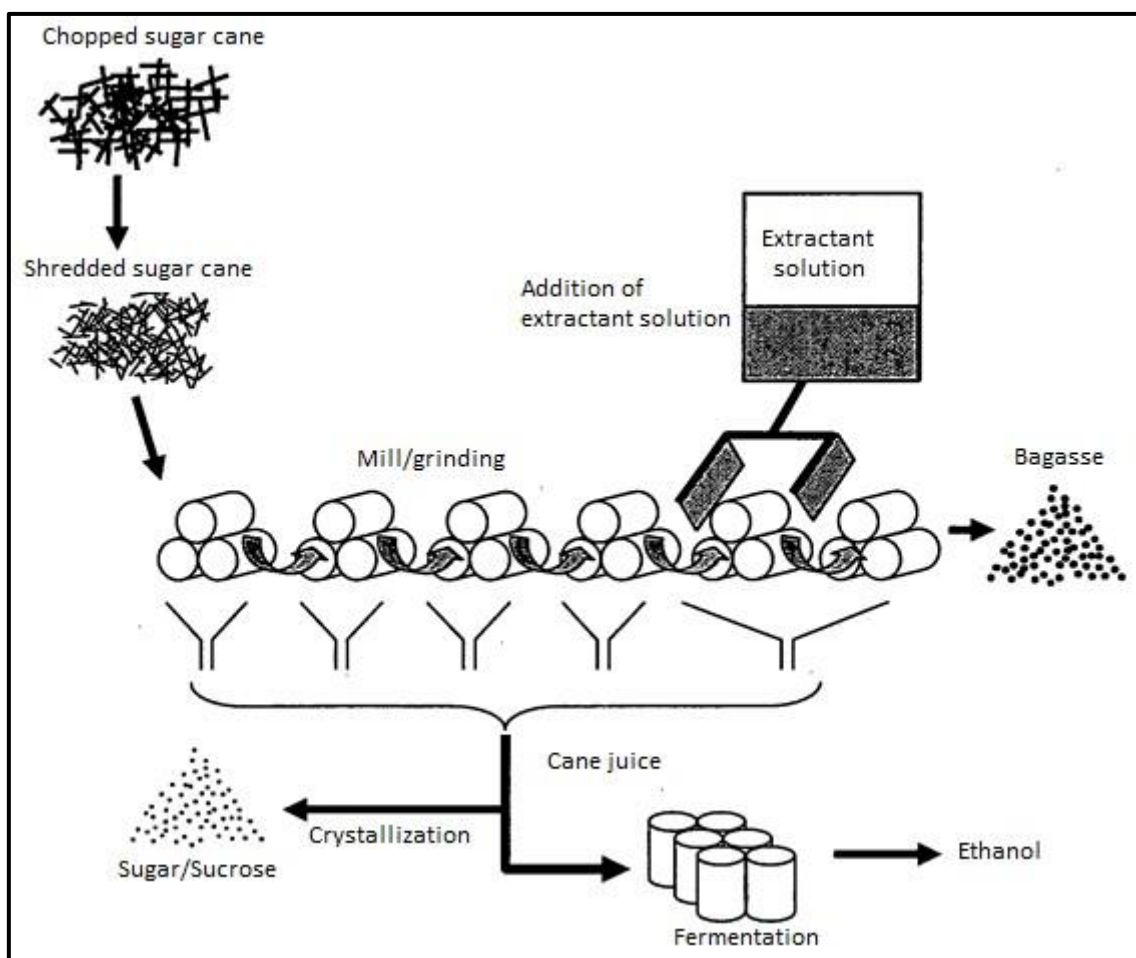 Chopped sugar cane
Shredded sugar cane
Extractant
solution
Addition of
extractant solution
Mill/grinding
Bagasse
Cane juice
Crystallization
Sugar/Sucrose
Ethanol
Fermentation